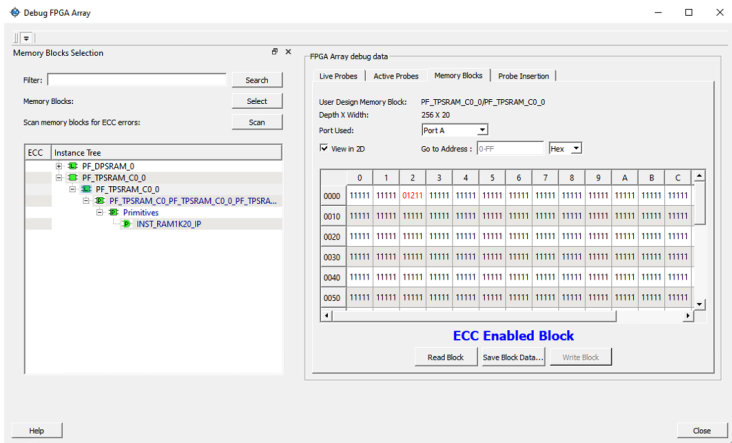 Debug FPGA Array
Memory Blocks Selection
Filter:
Search
Memory Blocks:
Select
Scan memory blocks for ECC errors:
Scan
ECC Instance Tree
PF_DPSRAM_0
PF_TPSRAM_C0_0
PF_TPSRAM_C0_0
PF_TPSRAM_C0_0_PF_TPSRAM_C0_0_PF_TPSRA...
Primitives
INST_RAM1K20_IP
Help
FPGA Array debug data
Live Probes Active Probes Memory Blocks Probe Insertion
User Design Memory Block: PF_TPSRAM_C0_0/PF_TPSRAM_C0_0
Depth X Width: 256 X 20
Port Used: Port A
View in 2D Go to Address : 0-FF Hex
0 1 2 3 4 5 6 7 8 9 A B C
0000 11111 11111 01211 11111 11111 11111 11111 11111 11111 11111 11111 11111 11111
0010 11111 11111 11111 11111 11111 11111 11111 11111 11111 11111 11111 11111 11111
0020 11111 11111 11111 11111 11111 11111 11111 11111 11111 11111 11111 11111 11111
0030 11111 11111 11111 11111 11111 11111 11111 11111 11111 11111 11111 11111 11111
0040 11111 11111 11111 11111 11111 11111 11111 11111 11111 11111 11111 11111 11111
0050 11111 11111 11111 11111 11111 11111 11111 11111 11111 11111 11111 11111 11111
ECC Enabled Block
Read Block Save Block Data... Write Block
Close